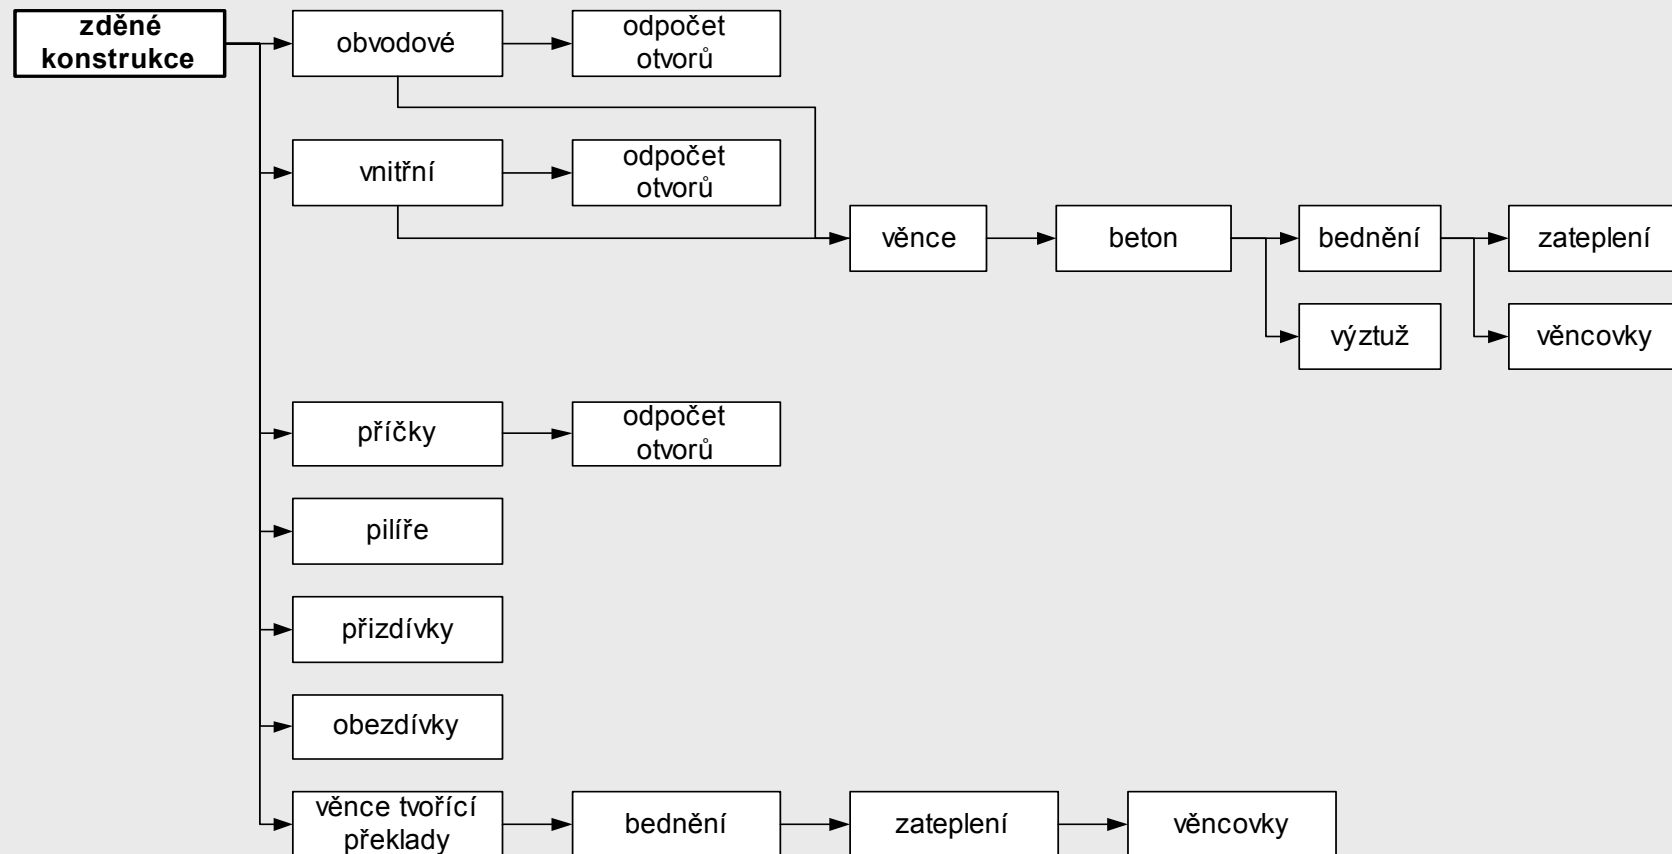 zděné
konstrukce
obvodové
odpočet
otvorů
vnitřní
odpočet
otvorů
věnce
beton
bednění
zateplení
výztuž
věncovky
příčky
odpočet
otvorů
pilíře
přizdívky
obezdívky
věnce tvořící
překlady
bednění
zateplení
věncovky